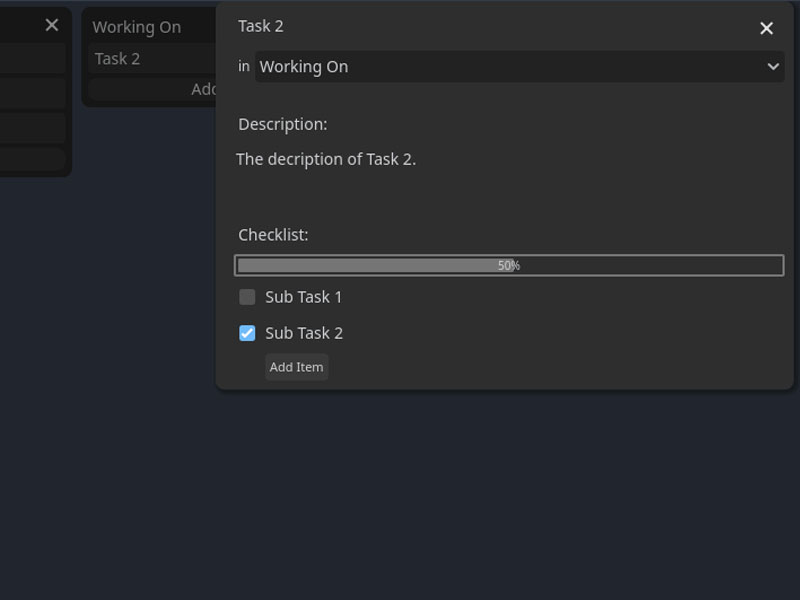 Working On
Task 2
Add
Task 2
in Working On
Description:
The decription of Task 2.
Checklist:
50%
Sub Task 1
Sub Task 2
Add Item